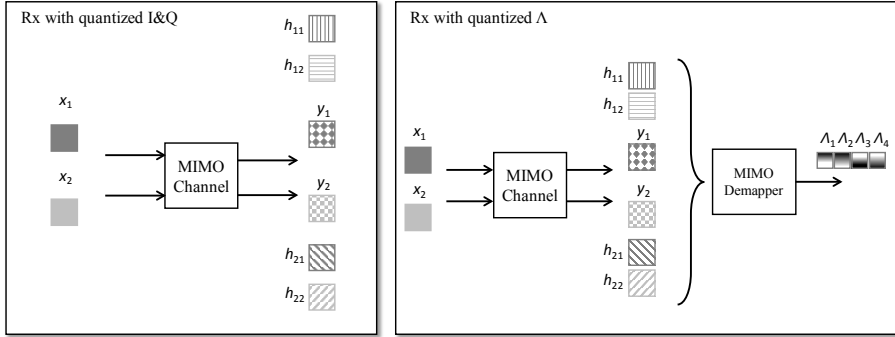 Rx with quantized I&Q
h11
h12
x1
y1
MIMO
Channel
x2
y2
h21
h22
Rx with quantized Λ
h11
h12
x1
y1
Λ1 Λ2 Λ3 Λ4
MIMO
Channel
MIMO
Demapper
x2
y2
h21
h22